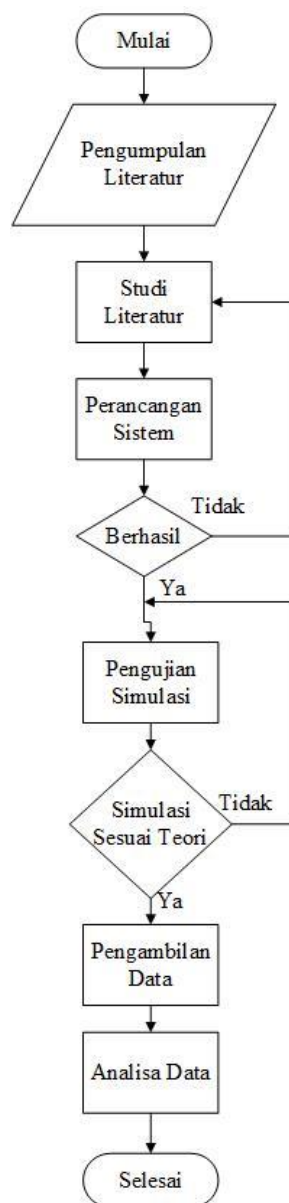 Mulai
Pengumpulan
Literatur
Studi
Literatur
Perancangan
Sistem
Tidak
Berhasil
Ya
Pengujian
Simulasi
Simulasi
Sesuai Teori
Tidak
Ya
Pengambilan
Data
Analisa Data
Selesai